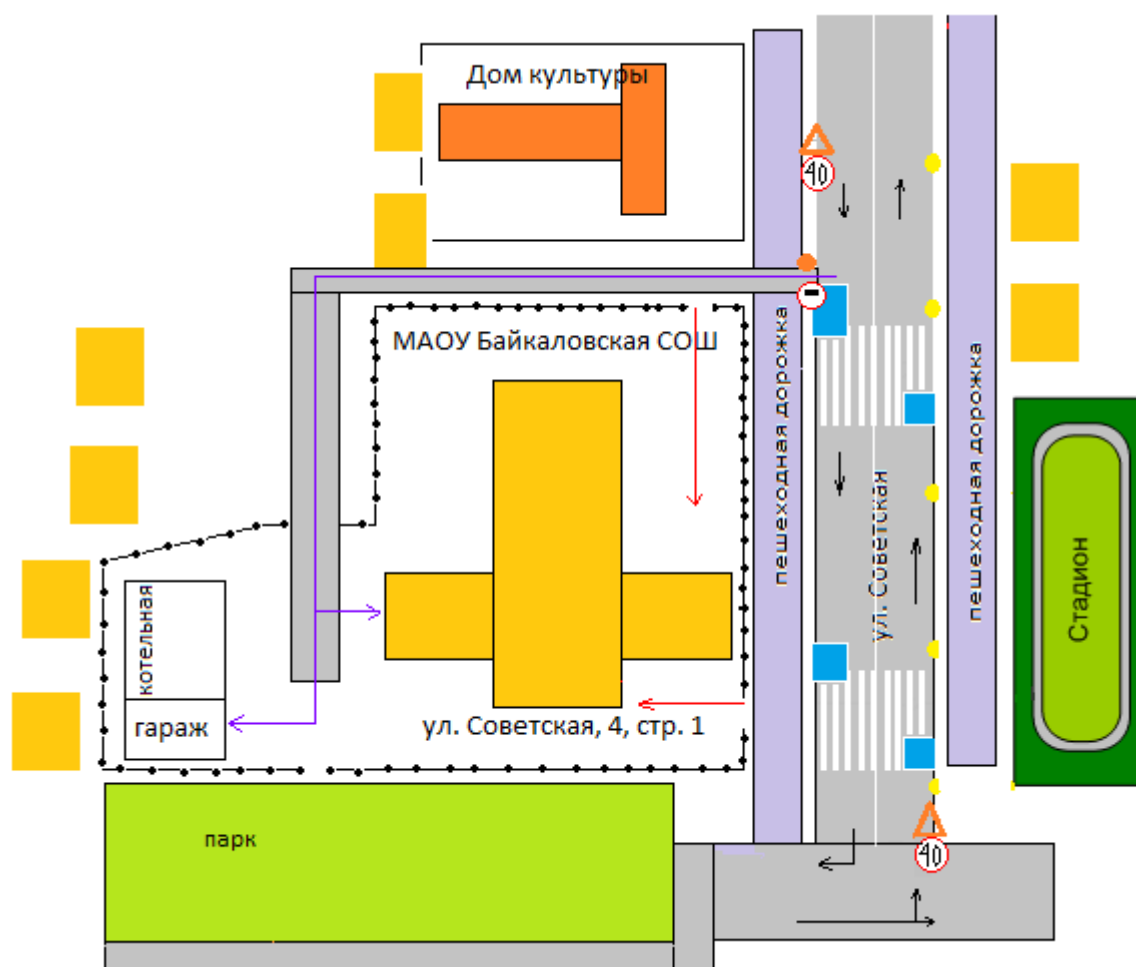 Дом культуры
40
МАОУ Байкаловская СОШ
пешеходная дорожка
пешеходная дорожка
ул. Советская
Стадион
котельная
гараж
ул. Советская, 4, стр. 1
парк
40